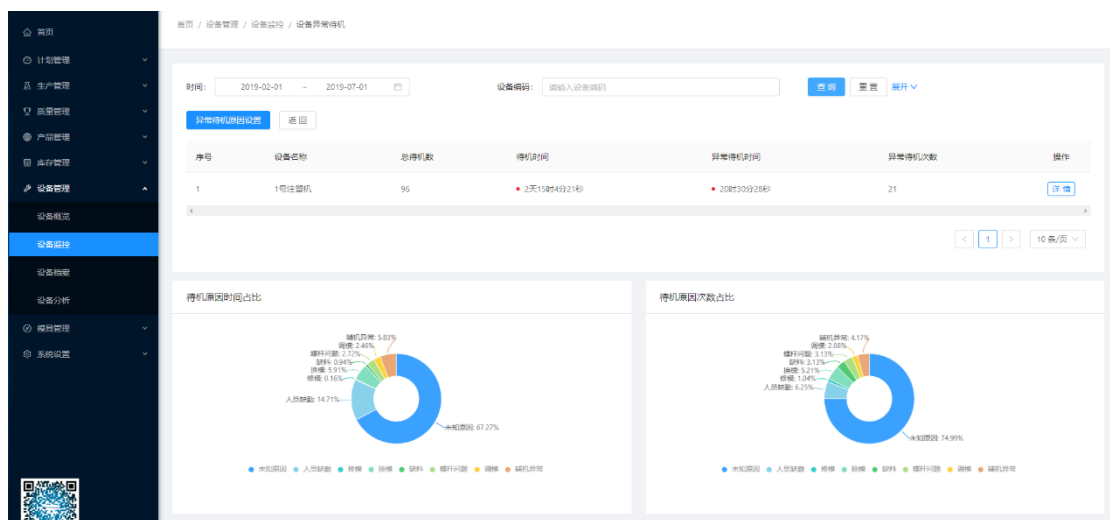 首页
计划管理
生产管理
质量管理
产品管理
库存管理
设备管理
设备概览
设备监控
设备档案
设备分析
模具管理
系统设置
首页 / 设备管理 / 设备监控 / 设备异常待机
时间： 2019-02-01 ~ 2019-07-01 设备编码： 请输入设备编码 查 询 重 置 展开
异常待机原因设置 返 回
序号 设备名称 总待机数 待机时间 异常待机时间 异常待机次数 操作
1 1号注塑机 96 2天15时4分21秒 20时30分28秒 21 详 情
< 1 > 10 条/页
待机原因时间占比
辅机异常: 5.83%
调模: 2.46%
螺杆问题: 2.72%
缺料: 0.94%
换模: 5.91%
修模: 0.16%
人员缺勤: 14.71%
未知原因: 67.27%
未知原因 人员缺勤 修模 换模 缺料 螺杆问题 调模 辅机异常
待机原因次数占比
辅机异常: 4.17%
调模: 2.08%
螺杆问题: 3.13%
缺料: 3.13%
换模: 5.21%
修模: 1.04%
人员缺勤: 6.25%
未知原因: 74.99%
未知原因 人员缺勤 修模 换模 缺料 螺杆问题 调模 辅机异常